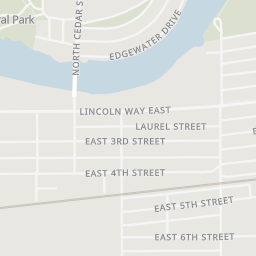 NORTH CEDAR S
EDGEWATER DRIVE
ral Park
LINCOLN WAY EAST
LAUREL STREET
EAST 3RD STREET
EAST 4TH STREET
EAST 5TH STREET
EAST 6TH STREET
E